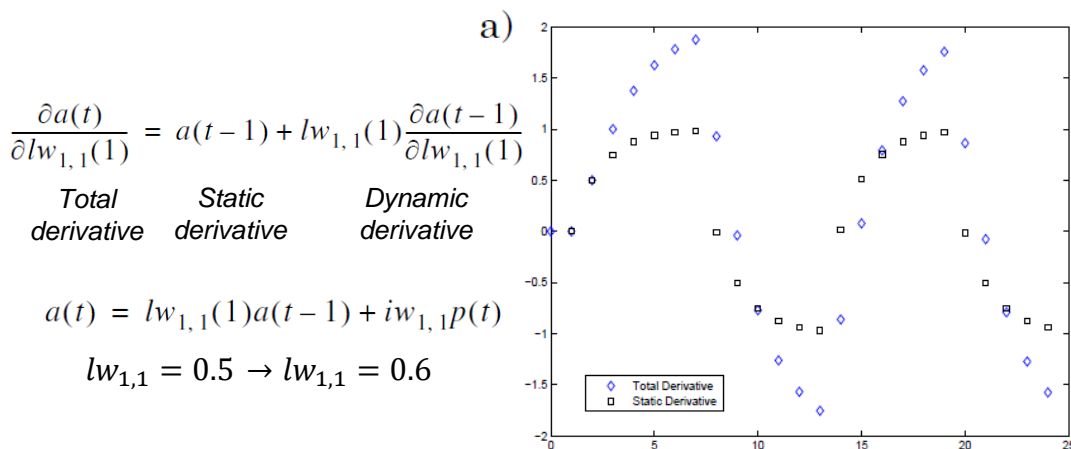 a)
∂a(t)/∂lw₁,₁(1) = a(t – 1) + lw₁,₁(1) ∂a(t – 1)/∂lw₁,₁(1)
Total derivative
Static derivative
Dynamic derivative
a(t) = lw₁,₁(1)a(t – 1) + iw₁,₁p(t)
lw₁,₁ = 0.5 → lw₁,₁ = 0.6
2
1.5
1
0.5
0
−0.5
−1
−1.5
−2
Total Derivative
Static Derivative
0 5 10 15 20 25